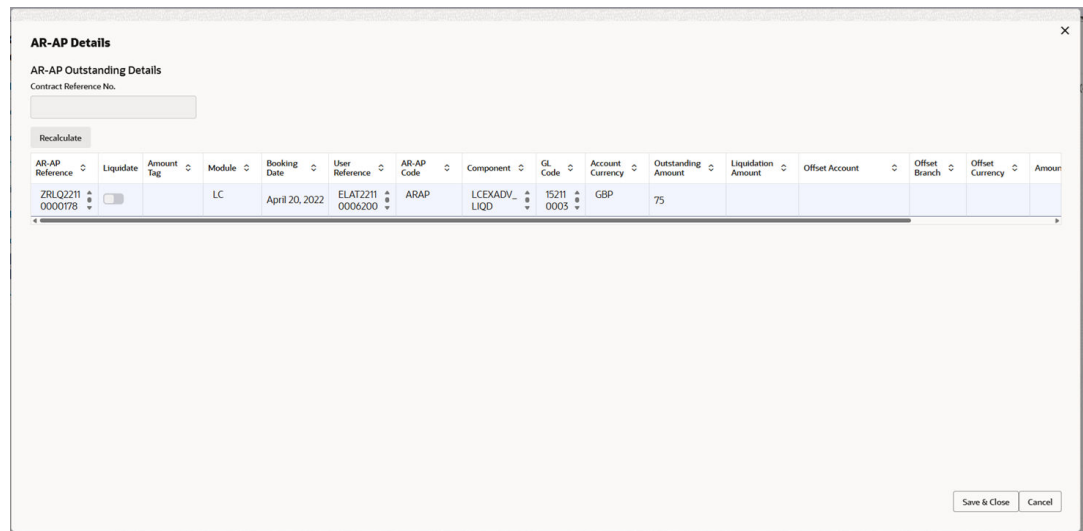 AR-AP Details
AR-AP Outstanding Details
Contract Reference No.
Recalculate
AR-AP Reference Liquidate Amount Tag Module Booking Date User Reference AR-AP Code Component GL Code Account Currency Outstanding Amount Liquidation Amount Offset Account Offset Branch Offset Currency Amoun
ZRLQ2211 LC April 20, 2022 ELAT2211 ARAP LCEXADV_ 15211 GBP 75
0000178 0006200 LIQD 0003
Save & Close Cancel